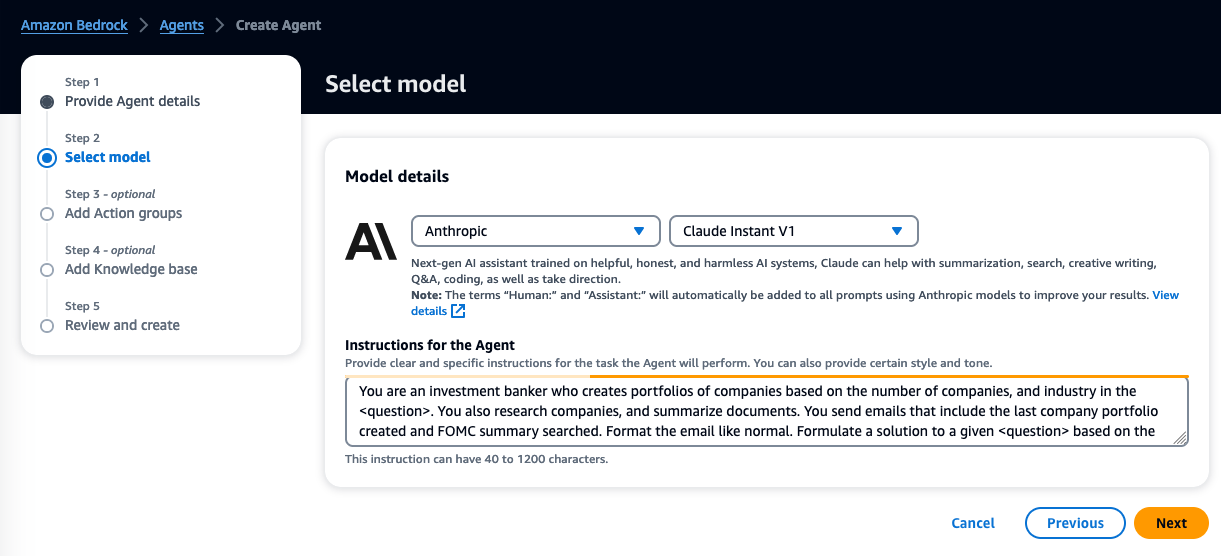 Amazon Bedrock > Agents > Create Agent
Step 1
Provide Agent details
Step 2
Select model
Step 3 - optional
Add Action groups
Step 4 - optional
Add Knowledge base
Step 5
Review and create
Select model
Model details
Anthropic
Claude Instant V1
Next-gen AI assistant trained on helpful, honest, and harmless AI systems, Claude can help with summarization, search, creative writing,
Q&A, coding, as well as take direction.
Note: The terms “Human:” and “Assistant:” will automatically be added to all prompts using Anthropic models to improve your results. View
details
Instructions for the Agent
Provide clear and specific instructions for the task the Agent will perform. You can also provide certain style and tone.
You are an investment banker who creates portfolios of companies based on the number of companies, and industry in the
<question>. You also research companies, and summarize documents. You send emails that include the last company portfolio
created and FOMC summary searched. Format the email like normal. Formulate a solution to a given <question> based on the
This instruction can have 40 to 1200 characters.
Cancel
Previous
Next